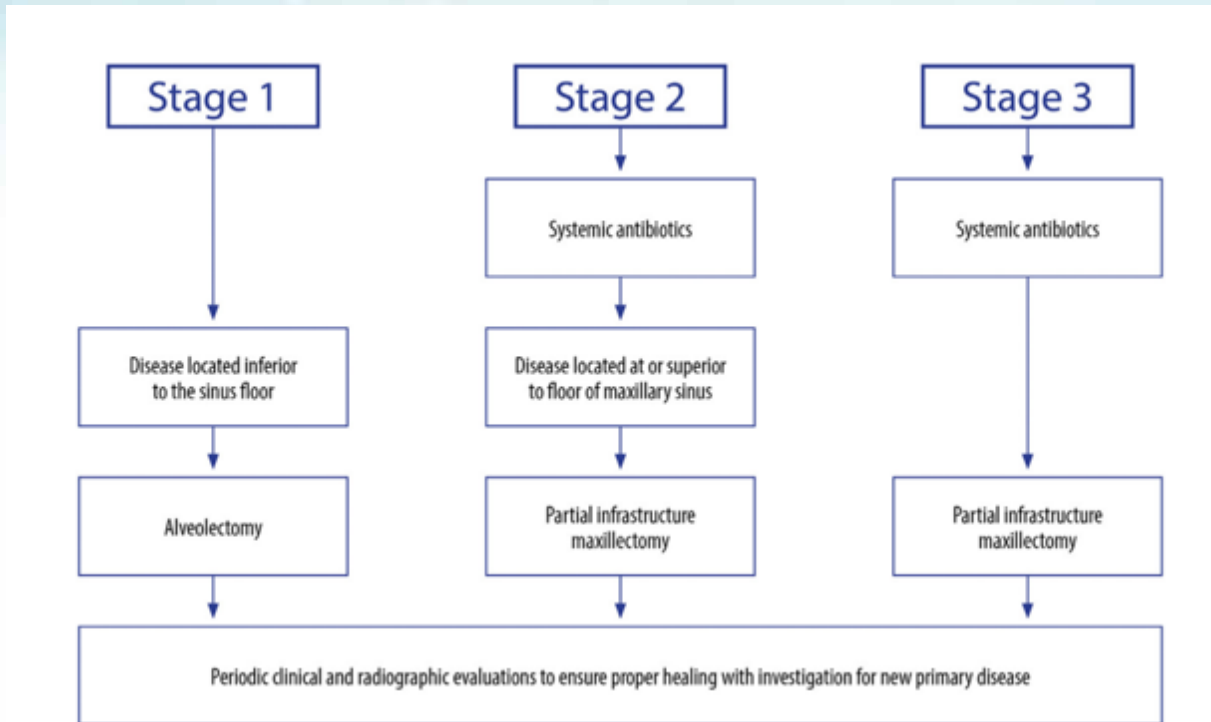 Stage 1
Stage 2
Stage 3
Systemic antibiotics
Systemic antibiotics
Disease located inferior
to the sinus floor
Disease located at or superior
to floor of maxillary sinus
Alveolectomy
Partial infrastructure
maxillectomy
Partial infrastructure
maxillectomy
Periodic clinical and radiographic evaluations to ensure proper healing with investigation for new primary disease